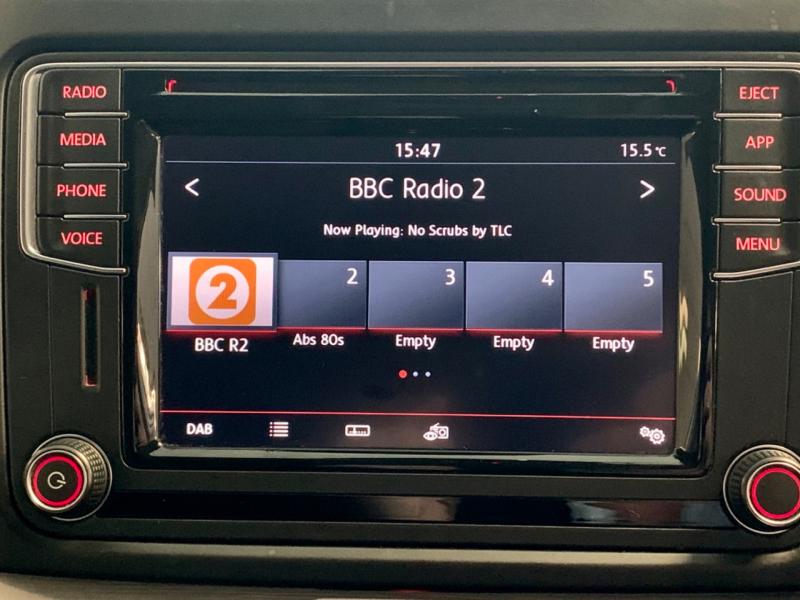 RADIO
MEDIA
PHONE
VOICE
EJECT
APP
SOUND
MENU
15:47 15.5°C
< BBC Radio 2 >
Now Playing: No Scrubs by TLC
2 2 3 4 5
BBC R2 Abs 80s Empty Empty Empty
DAB